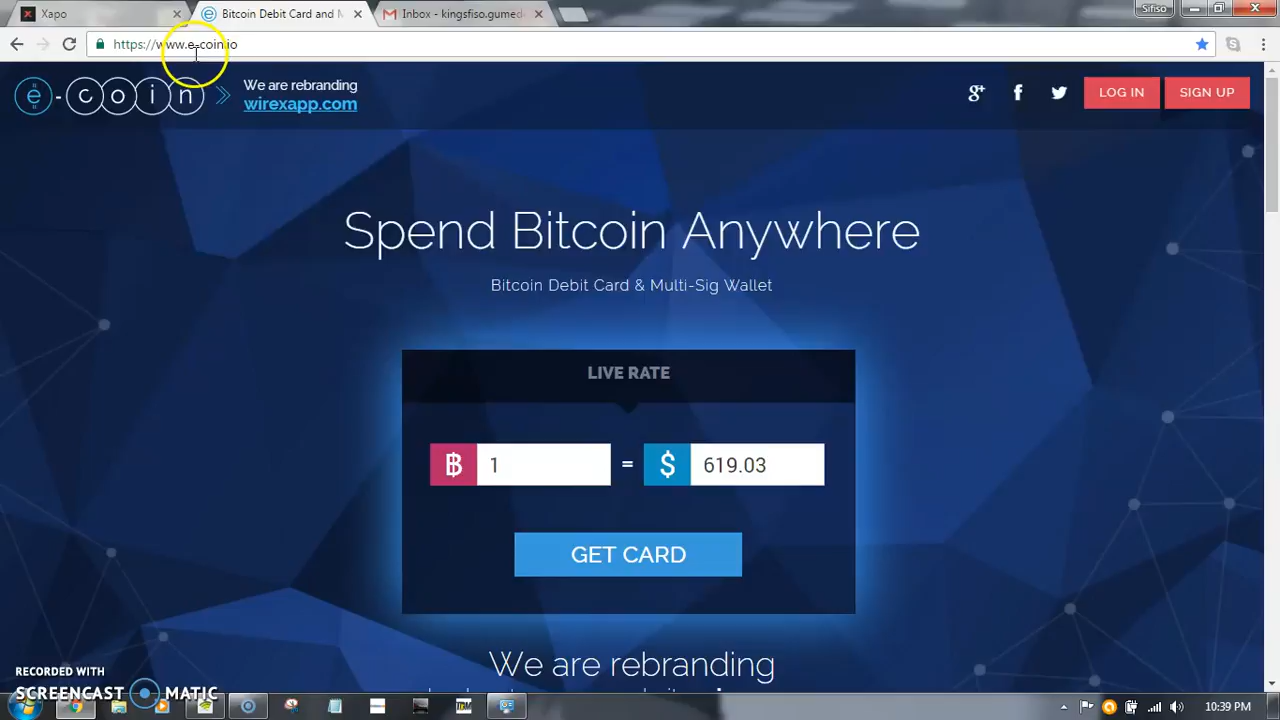 Xapo
Bitcoin Debit Card and M
Inbox - kingsfiso.gumed
Sifiso
https://www.e-coin.io
e-coin
We are rebranding
wirexapp.com
LOG IN
SIGN UP
Spend Bitcoin Anywhere
Bitcoin Debit Card & Multi-Sig Wallet
LIVE RATE
1 = $ 619.03
GET CARD
We are rebranding
RECORDED WITH
SCREENCAST MATIC
10:39 PM